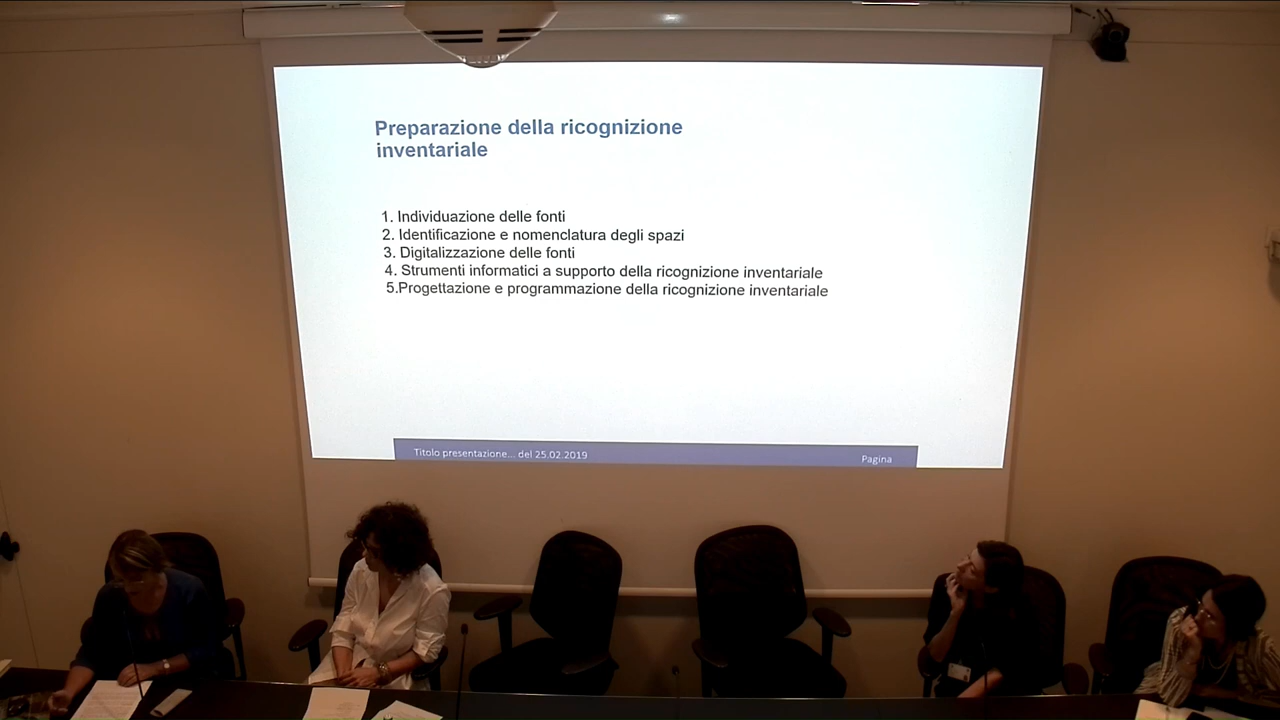 Preparazione della ricognizione
inventariale
1. Individuazione delle fonti
2. Identificazione e nomenclatura degli spazi
3. Digitalizzazione delle fonti
4. Strumenti informatici a supporto della ricognizione inventariale
5.Progettazione e programmazione della ricognizione inventariale
Titolo presentazione... del 25.02.2019
Pagina